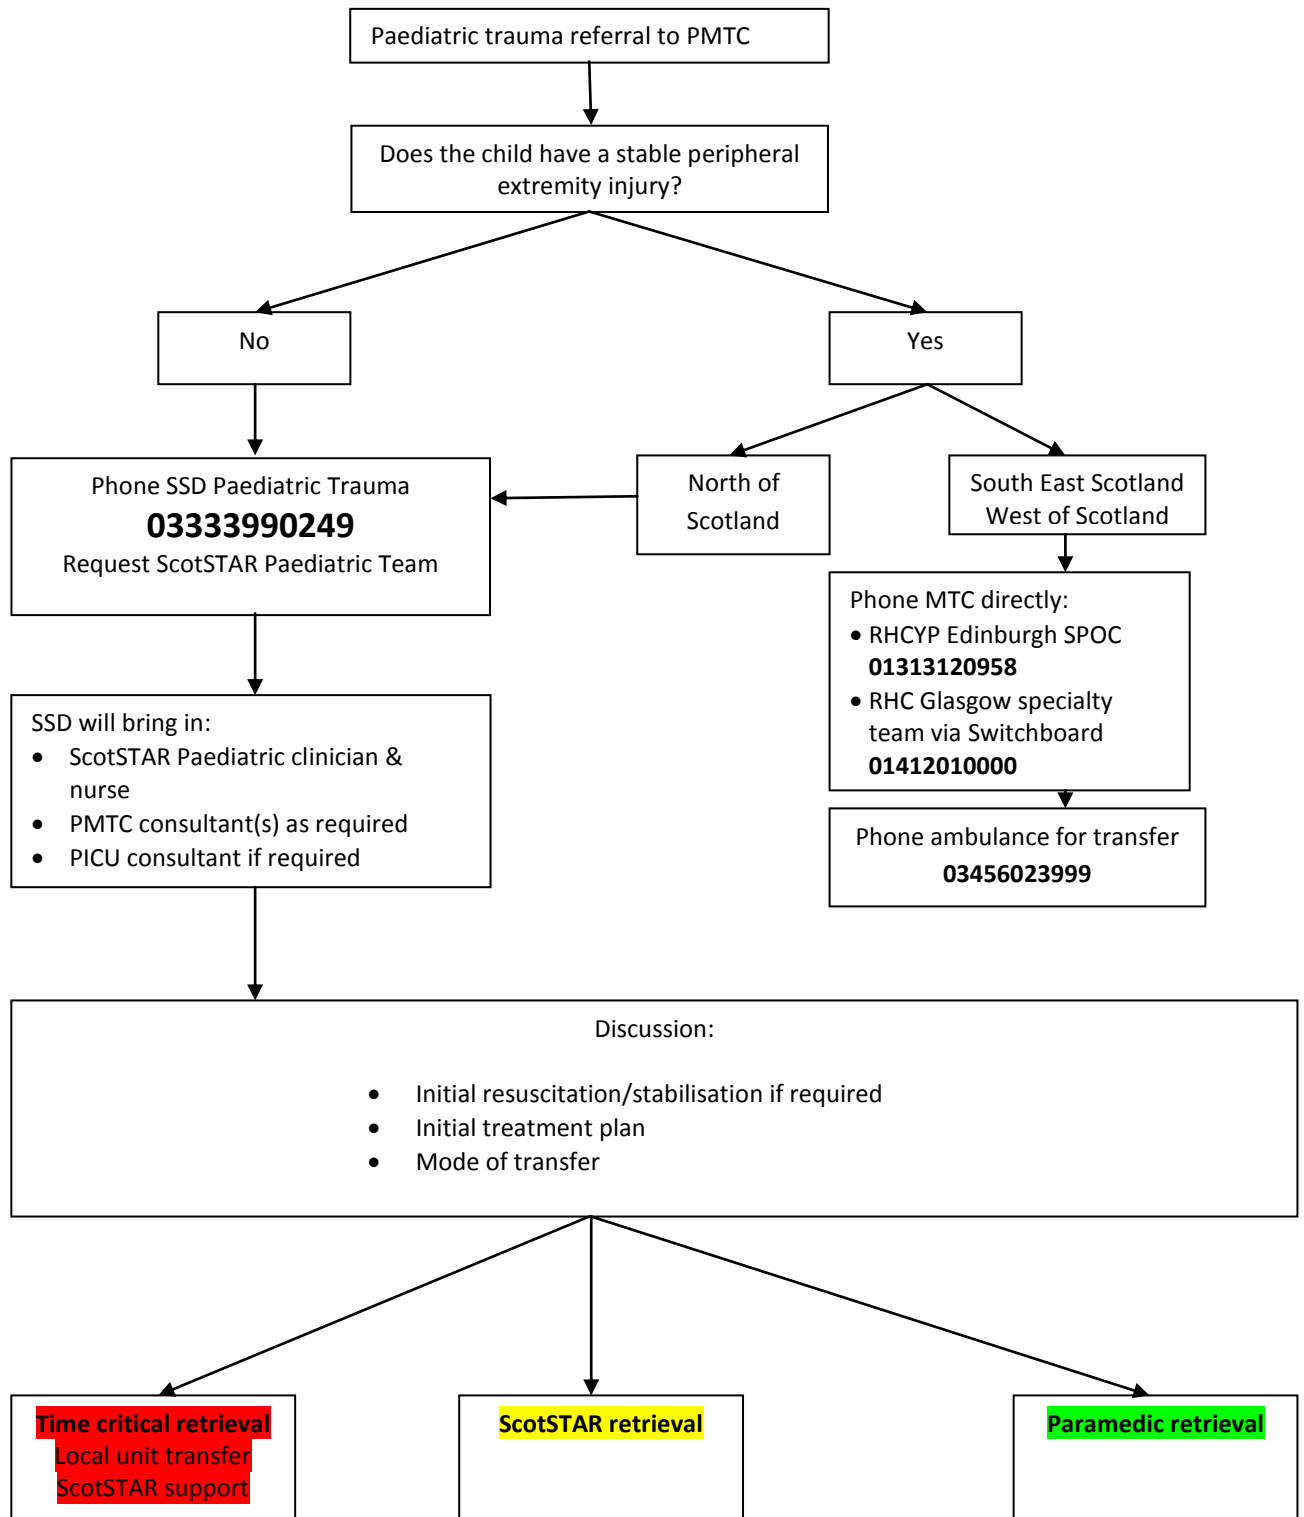 Paediatric trauma referral to PMTC
Does the child have a stable peripheral
extremity injury?
No
Yes
Phone SSD Paediatric Trauma
03333990249
Request ScotSTAR Paediatric Team
North of
Scotland
South East Scotland
West of Scotland
Phone MTC directly:
• RHCYP Edinburgh SPOC
01313120958
• RHC Glasgow specialty
team via Switchboard
01412010000
SSD will bring in:
• ScotSTAR Paediatric clinician &
nurse
• PMTC consultant(s) as required
• PICU consultant if required
Phone ambulance for transfer
03456023999
Discussion:
• Initial resuscitation/stabilisation if required
• Initial treatment plan
• Mode of transfer
Time critical retrieval
Local unit transfer
ScotSTAR support
ScotSTAR retrieval
Paramedic retrieval